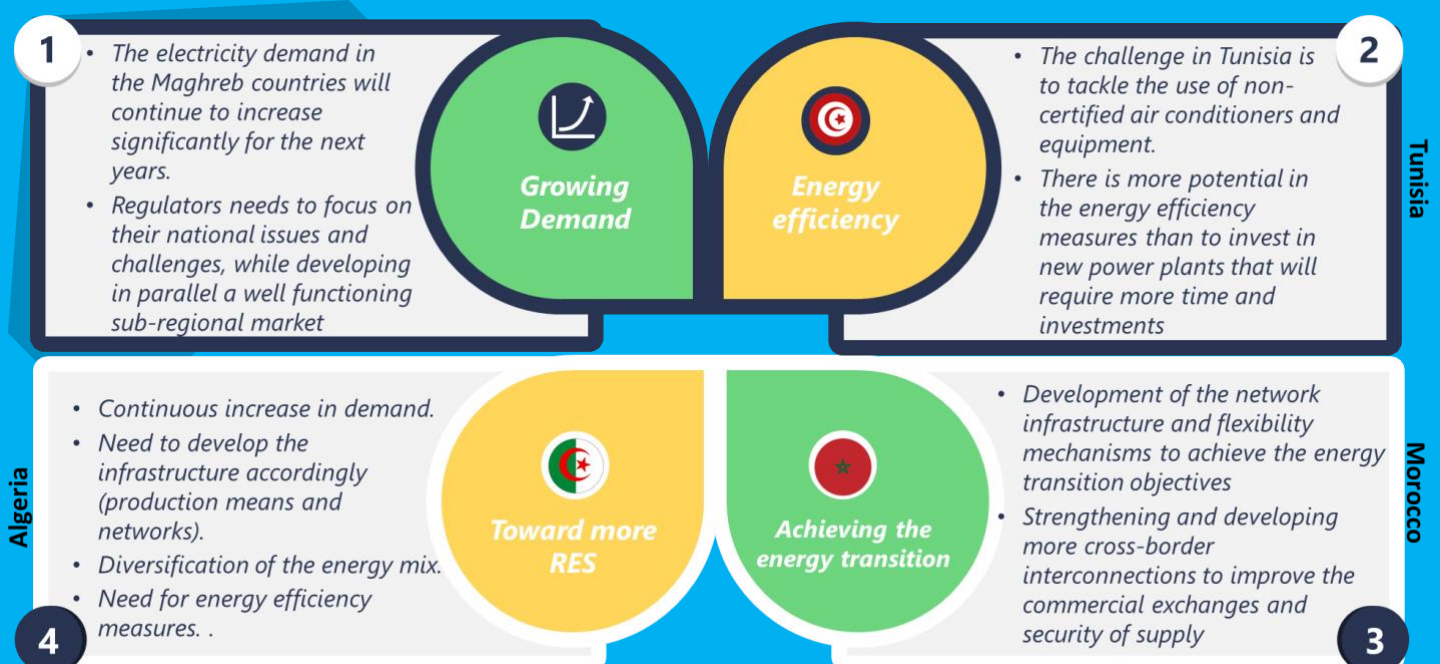 1
• The electricity demand in
the Maghreb countries will
continue to increase
significantly for the next
years.
• Regulators needs to focus on
their national issues and
challenges, while developing
in parallel a well functioning
sub-regional market
Growing
Demand
Energy
efficiency
2
• The challenge in Tunisia is
to tackle the use of non-
certified air conditioners and
equipment.
• There is more potential in
the energy efficiency
measures than to invest in
new power plants that will
require more time and
investments
Tunisia
Algeria
• Continuous increase in demand.
• Need to develop the
infrastructure accordingly
(production means and
networks).
• Diversification of the energy mix.
• Need for energy efficiency
measures. .
4
Toward more
RES
Achieving the
energy transition
• Development of the network
infrastructure and flexibility
mechanisms to achieve the energy
transition objectives
• Strengthening and developing
more cross-border
interconnections to improve the
commercial exchanges and
security of supply
Morocco
3